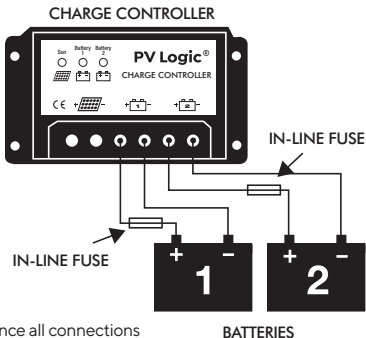 CHARGE CONTROLLER
Sun Battery 1 Battery 2
PV Logic®
CHARGE CONTROLLER
CE + - + 1 - + 2 -
IN-LINE FUSE
IN-LINE FUSE
+ - + -
1 2
nce all connections
BATTERIES